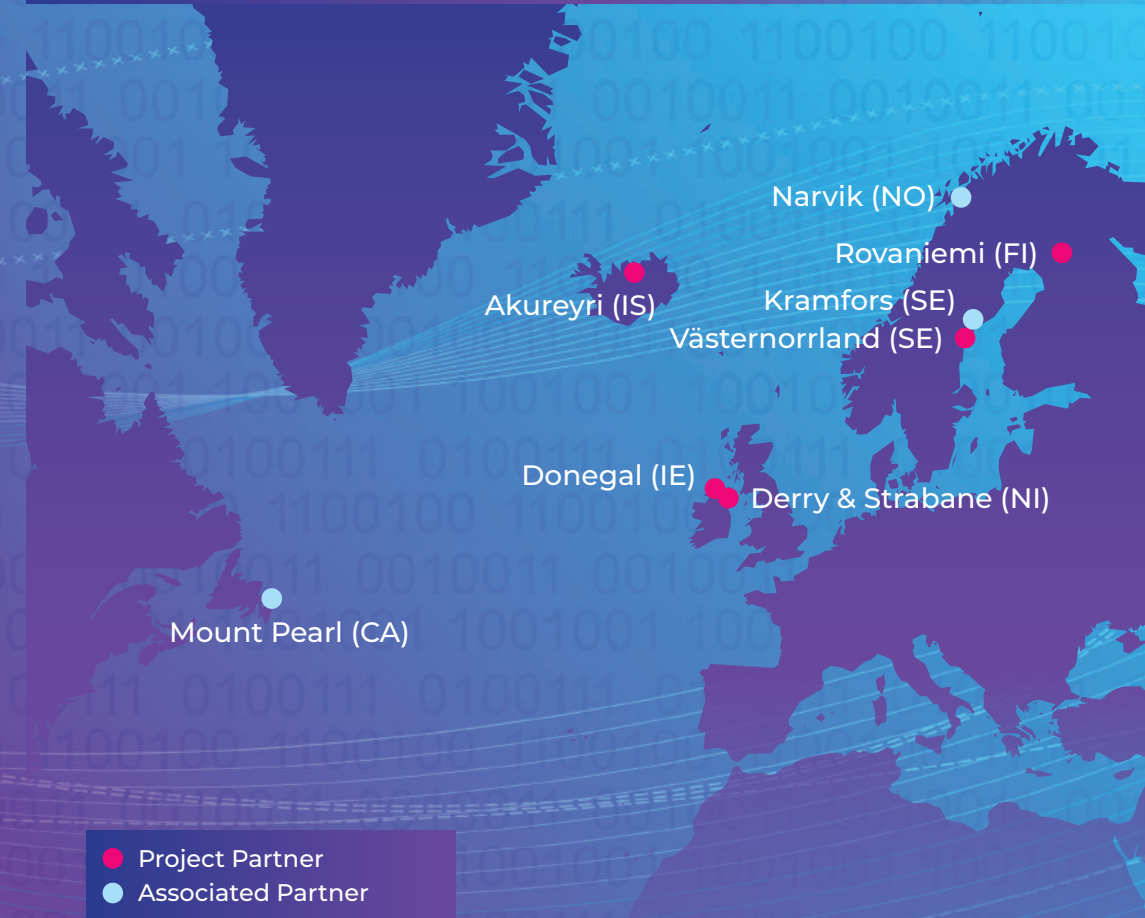 Narvik (NO)
Rovaniemi (FI)
Akureyri (IS)
Kramfors (SE)
Västernorrland (SE)
Donegal (IE)
Derry & Strabane (NI)
Mount Pearl (CA)
Project Partner
Associated Partner